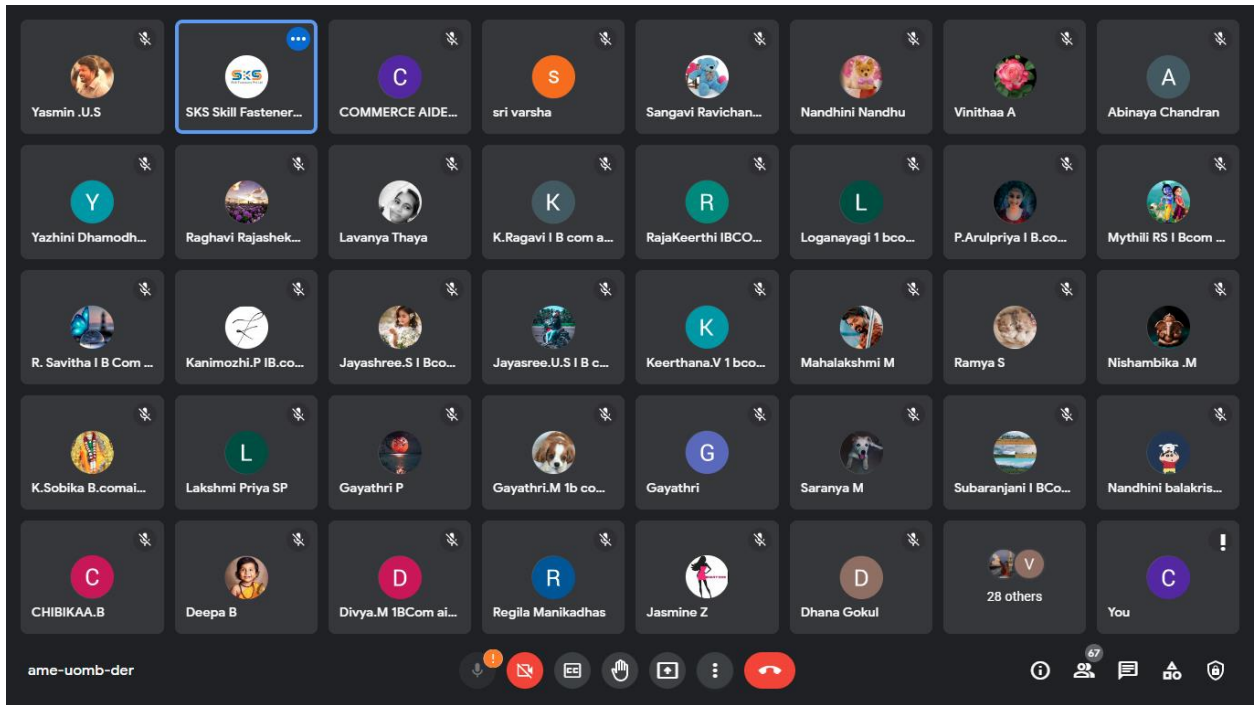 Yasmin .U.S
SKS
SKS Skill Fastener...
C
COMMERCE AIDE...
s
sri varsha
Sangavi Ravichan...
Nandhini Nandhu
Vinithaa A
A
Abinaya Chandran
Y
Yazhini Dhamodh...
Raghavi Rajashek...
Lavanya Thaya
K
K.Ragavi I B com a...
R
RajaKeerthi IBCO...
L
Loganayagi 1 bco...
P.Arulpriya I B.co...
Mythili RS I Bcom ...
R. Savitha I B Com ...
Kanimozhi.P IB.co...
Jayashree.S I Bco...
Jayasree.U.S I B c...
K
Keerthana.V 1 bco...
Mahalakshmi M
Ramya S
Nishambika .M
K.Sobika B.comai...
L
Lakshmi Priya SP
Gayathri P
Gayathri.M 1b co...
G
Gayathri
Saranya M
Subaranjani I BCo...
Nandhini balakris...
C
CHIBIKAA.B
Deepa B
D
Divya.M 1BCom ai...
R
Regila Manikadhas
Jasmine Z
D
Dhana Gokul
V
28 others
C
You
ame-uomb-der
CC
67